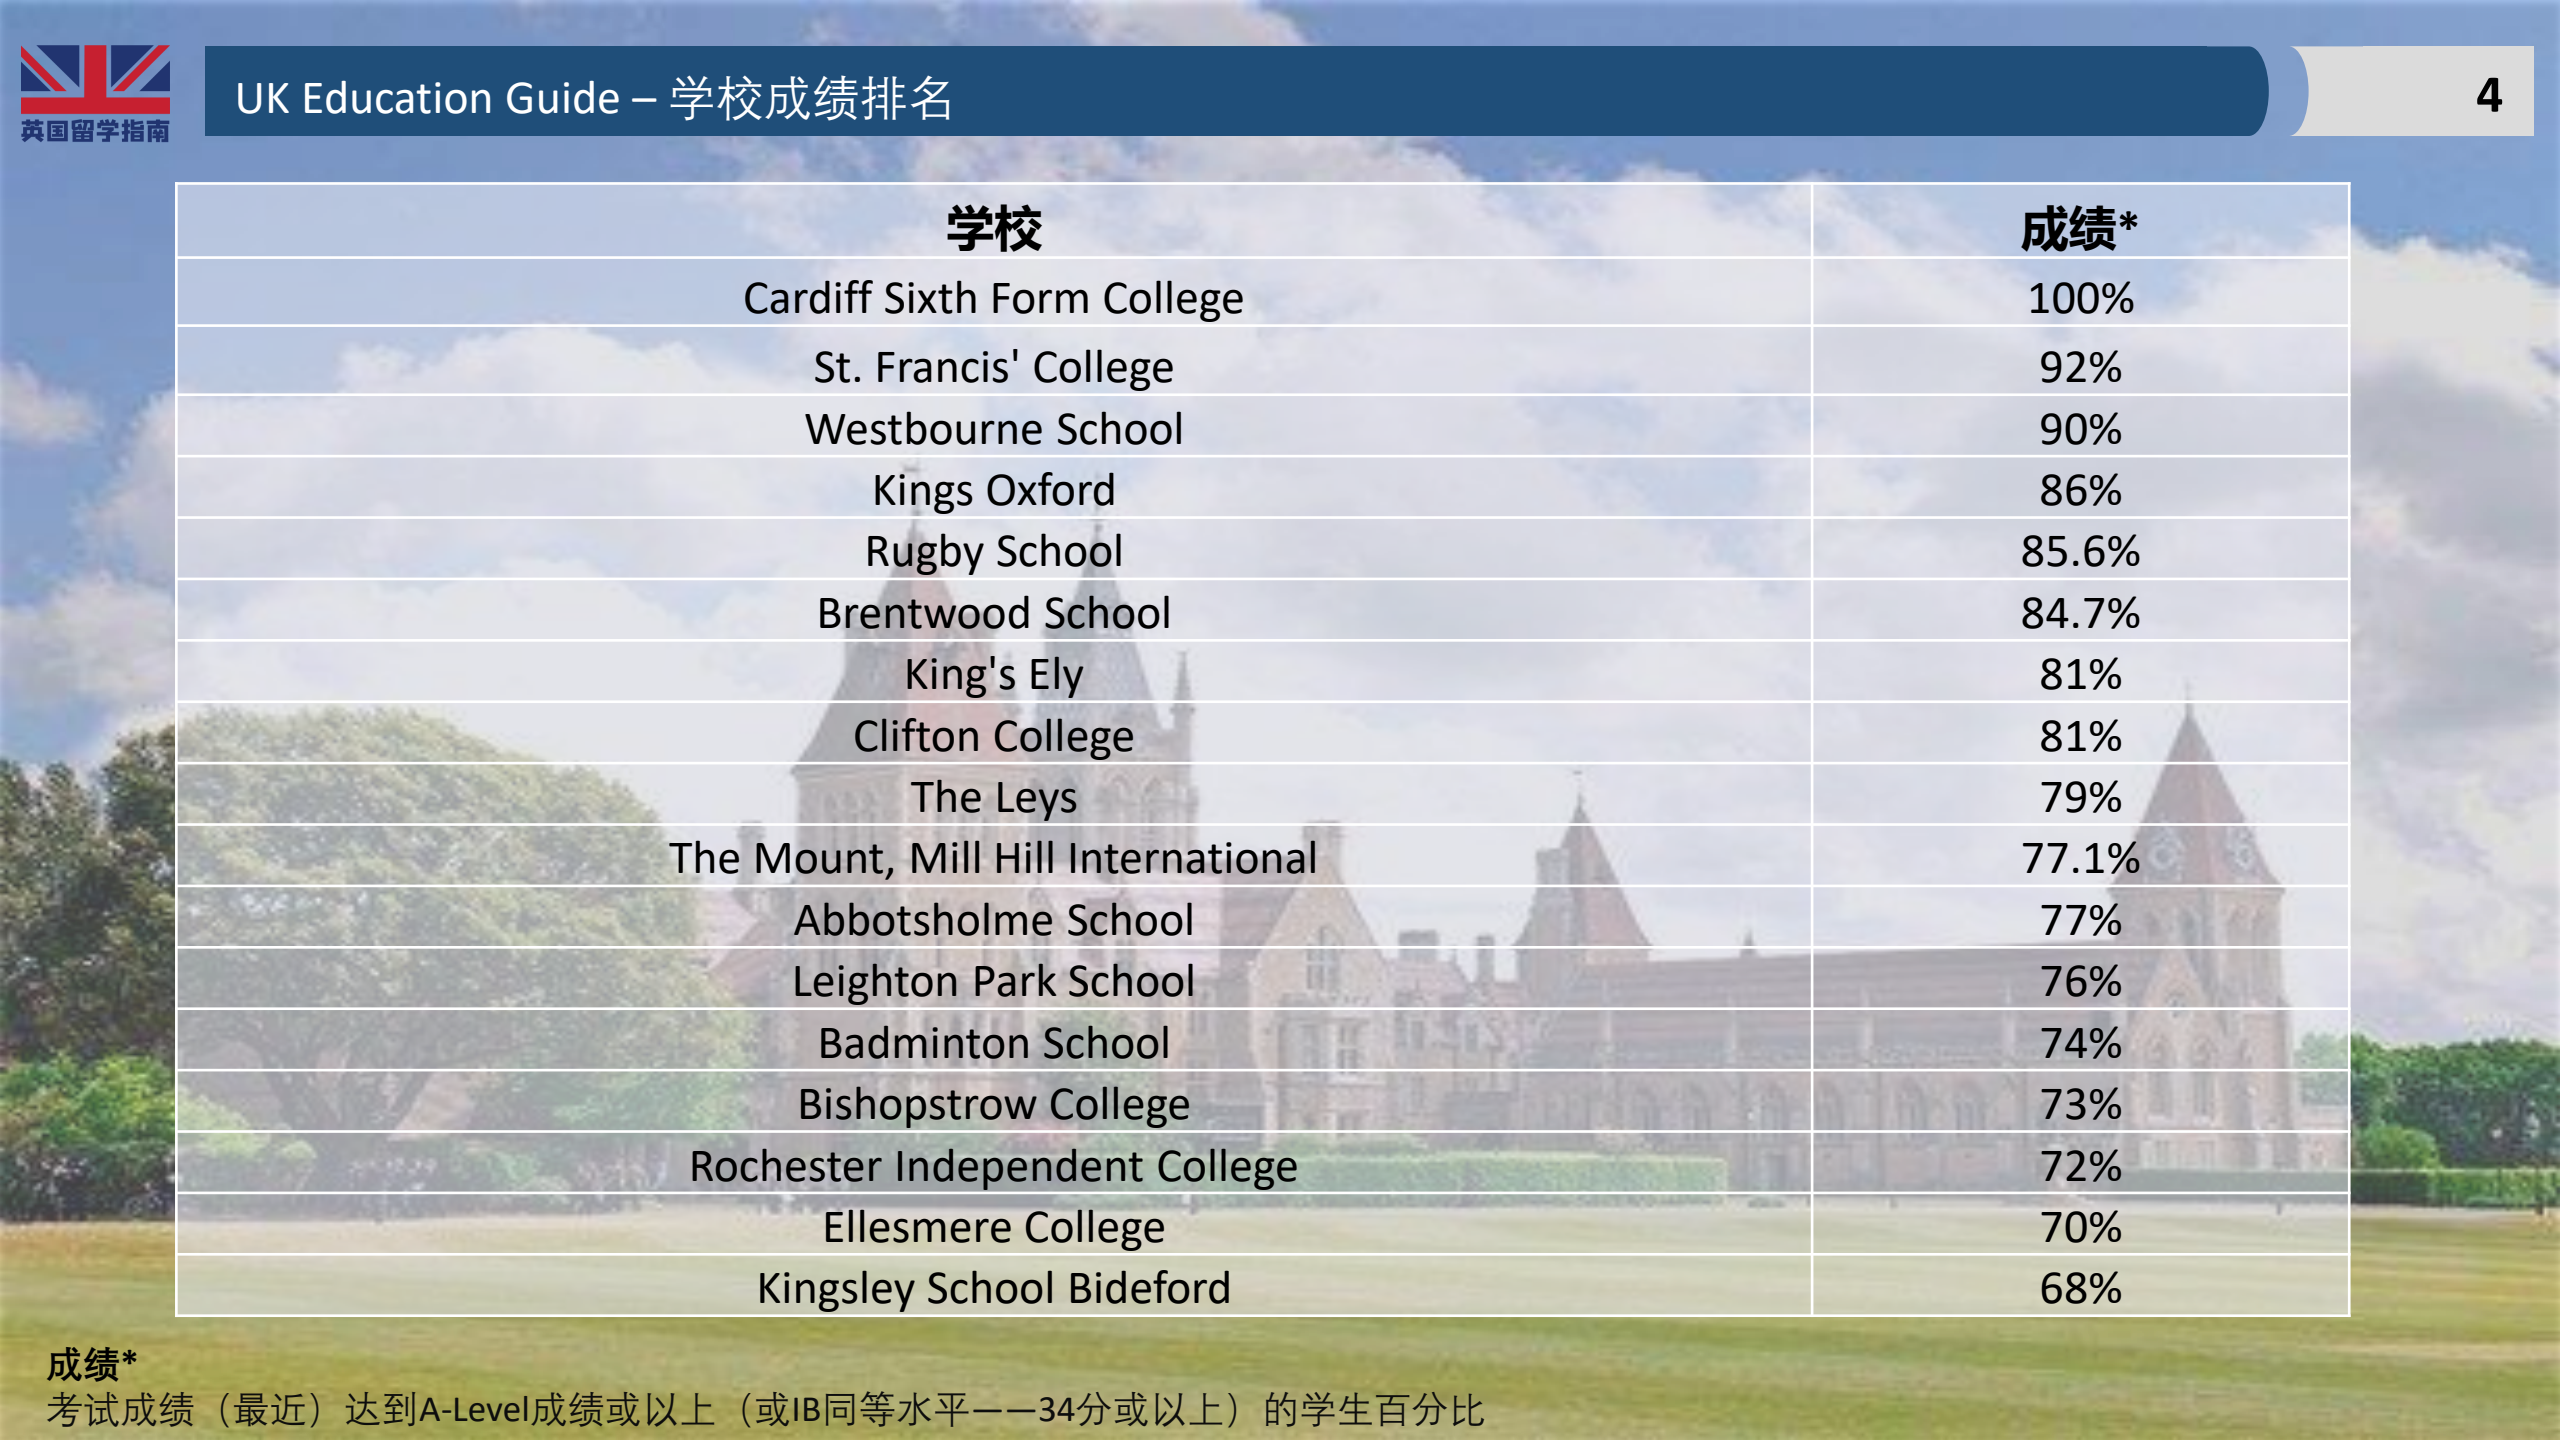 英国留学指南
UK Education Guide – 学校成绩排名
4
学校 成绩*
Cardiff Sixth Form College 100%
St. Francis' College 92%
Westbourne School 90%
Kings Oxford 86%
Rugby School 85.6%
Brentwood School 84.7%
King's Ely 81%
Clifton College 81%
The Leys 79%
The Mount, Mill Hill International 77.1%
Abbotsholme School 77%
Leighton Park School 76%
Badminton School 74%
Bishopstrow College 73%
Rochester Independent College 72%
Ellesmere College 70%
Kingsley School Bideford 68%
成绩*
考试成绩（最近）达到A-Level成绩或以上（或IB同等水平——34分或以上）的学生百分比